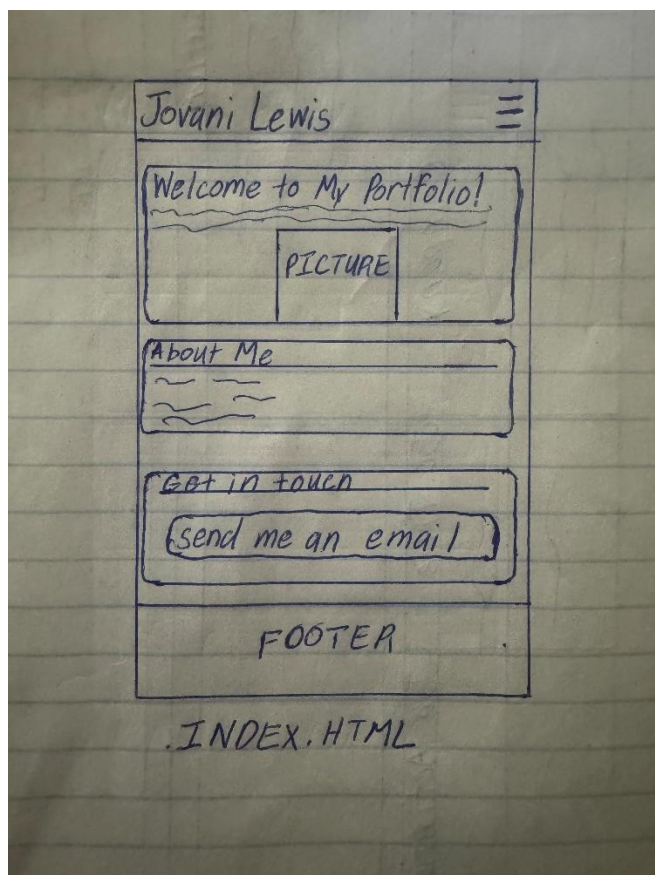 Jovani Lewis
Welcome to My Portfolio!
PICTURE
About Me
Get in touch
send me an email
FOOTER
.INDEX.HTML